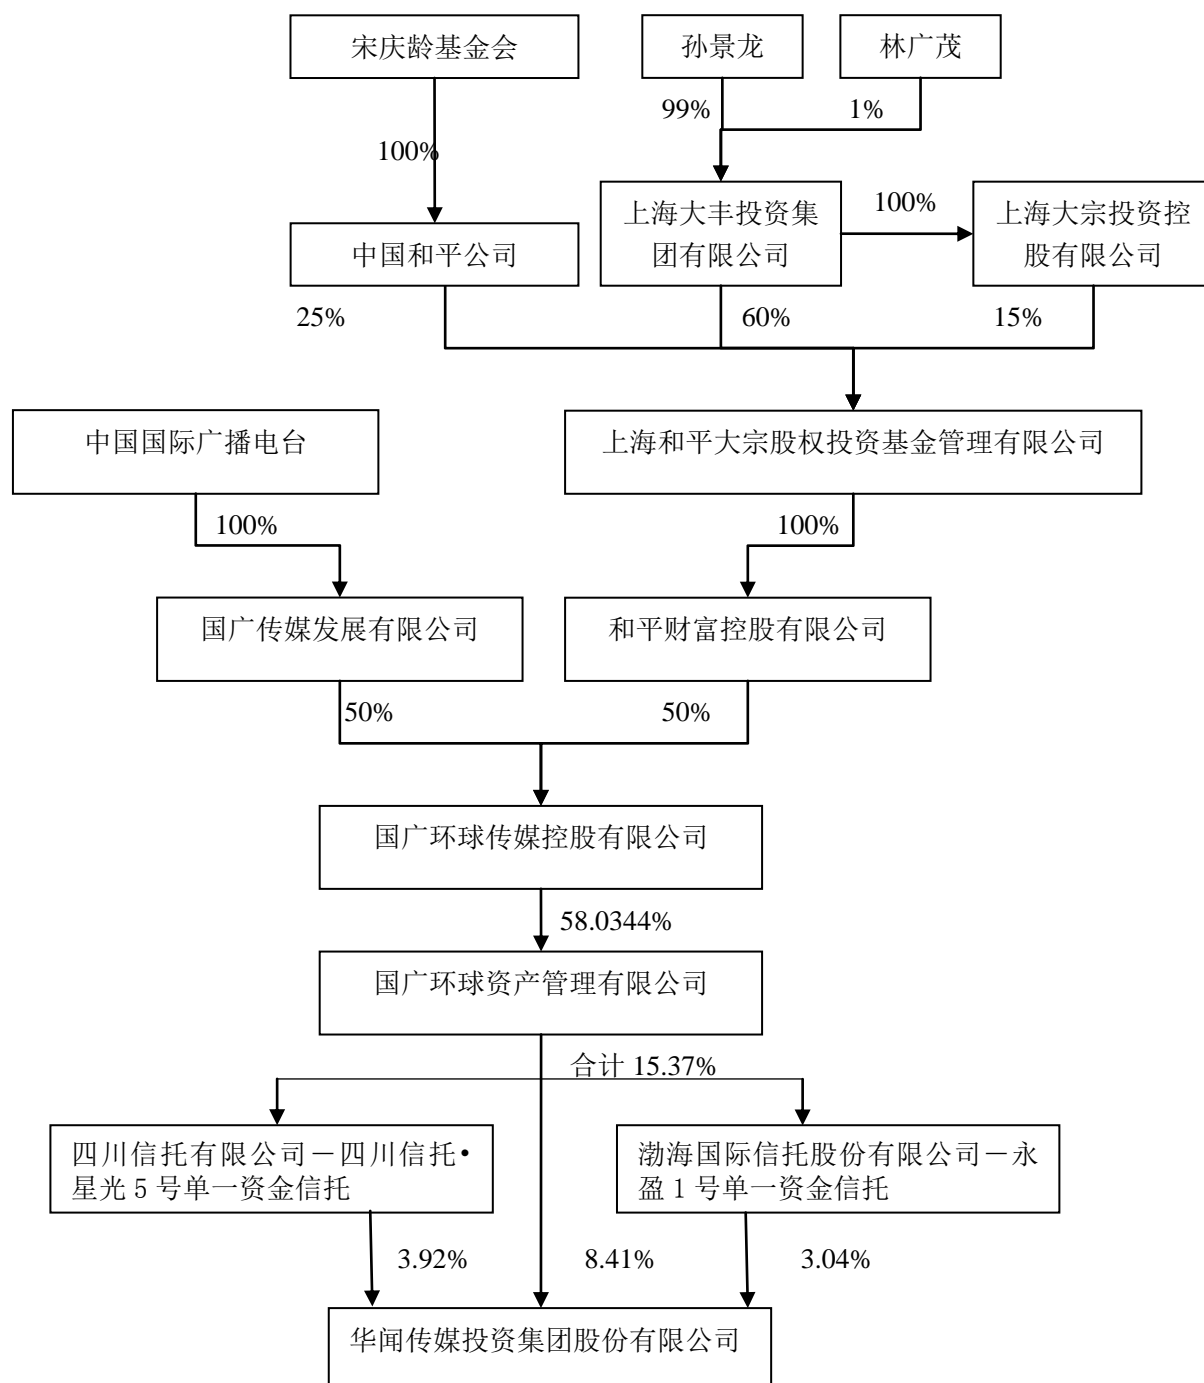 宋庆龄基金会
孙景龙
林广茂
99%
1%
100%
上海大丰投资集
团有限公司
100%
上海大宗投资控
股有限公司
中国和平公司
25%
60%
15%
中国国际广播电台
上海和平大宗股权投资基金管理有限公司
100%
100%
国广传媒发展有限公司
和平财富控股有限公司
50%
50%
国广环球传媒控股有限公司
58.0344%
国广环球资产管理有限公司
合计 15.37%
四川信托有限公司－四川信托•
星光 5 号单一资金信托
渤海国际信托股份有限公司－永
盈 1 号单一资金信托
3.92%
8.41%
3.04%
华闻传媒投资集团股份有限公司